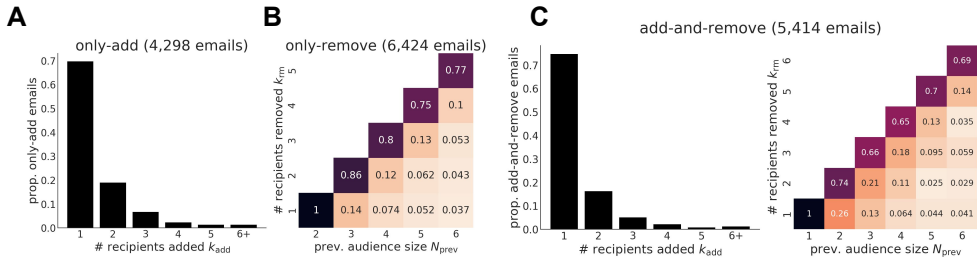 A
only-add (4,298 emails)
prop. only-add emails
0.7
0.6
0.5
0.4
0.3
0.2
0.1
0.0
1 2 3 4 5 6+
# recipients added k_add
B
only-remove (6,424 emails)
# recipients removed k_rm
5 0.77
4 0.75 0.1
3 0.8 0.13 0.053
2 0.86 0.12 0.062 0.043
1 1 0.14 0.074 0.052 0.037
2 3 4 5 6
prev. audience size N_prev
C
add-and-remove (5,414 emails)
prop. add-and-remove emails
0.7
0.6
0.5
0.4
0.3
0.2
0.1
0.0
1 2 3 4 5 6+
# recipients added k_add
# recipients removed k_rm
6 0.69
5 0.7 0.14
4 0.65 0.13 0.035
3 0.66 0.18 0.095 0.059
2 0.74 0.21 0.11 0.025 0.029
1 1 0.26 0.13 0.064 0.044 0.041
1 2 3 4 5 6
prev. audience size N_prev